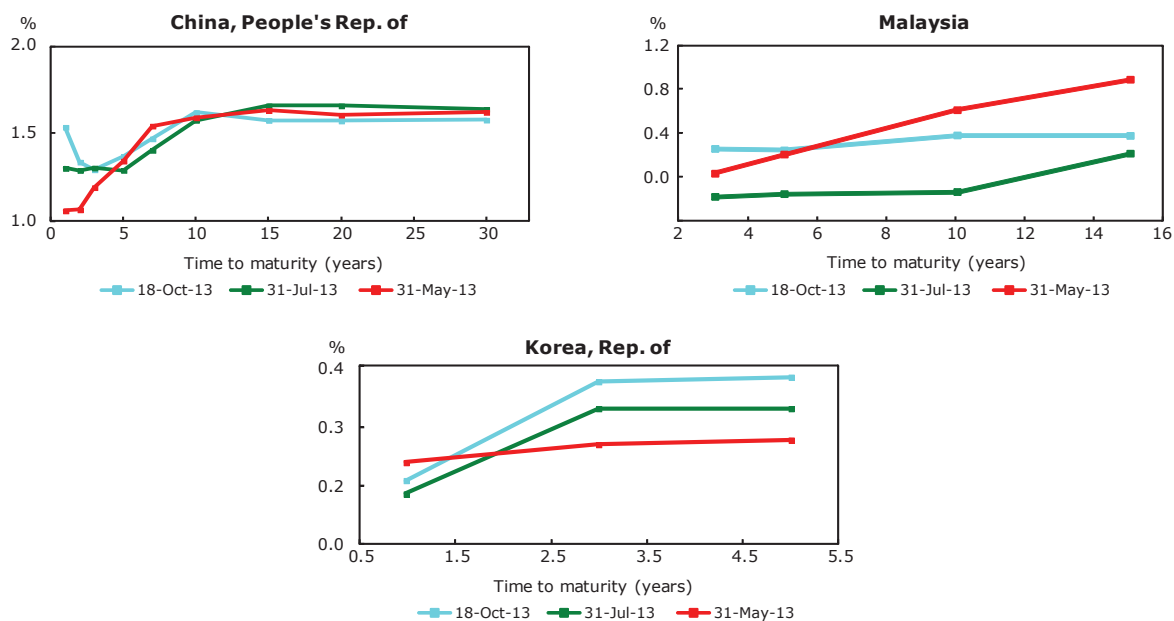 China, People's Rep. of
%
2.0
1.5
1.0
0 5 10 15 20 25 30
Time to maturity (years)
18-Oct-13 31-Jul-13 31-May-13
Malaysia
%
1.2
0.8
0.4
0.0
2 4 6 8 10 12 14 16
Time to maturity (years)
18-Oct-13 31-Jul-13 31-May-13
Korea, Rep. of
%
0.4
0.3
0.2
0.0
0.5 1.5 2.5 3.5 4.5 5.5
Time to maturity (years)
18-Oct-13 31-Jul-13 31-May-13